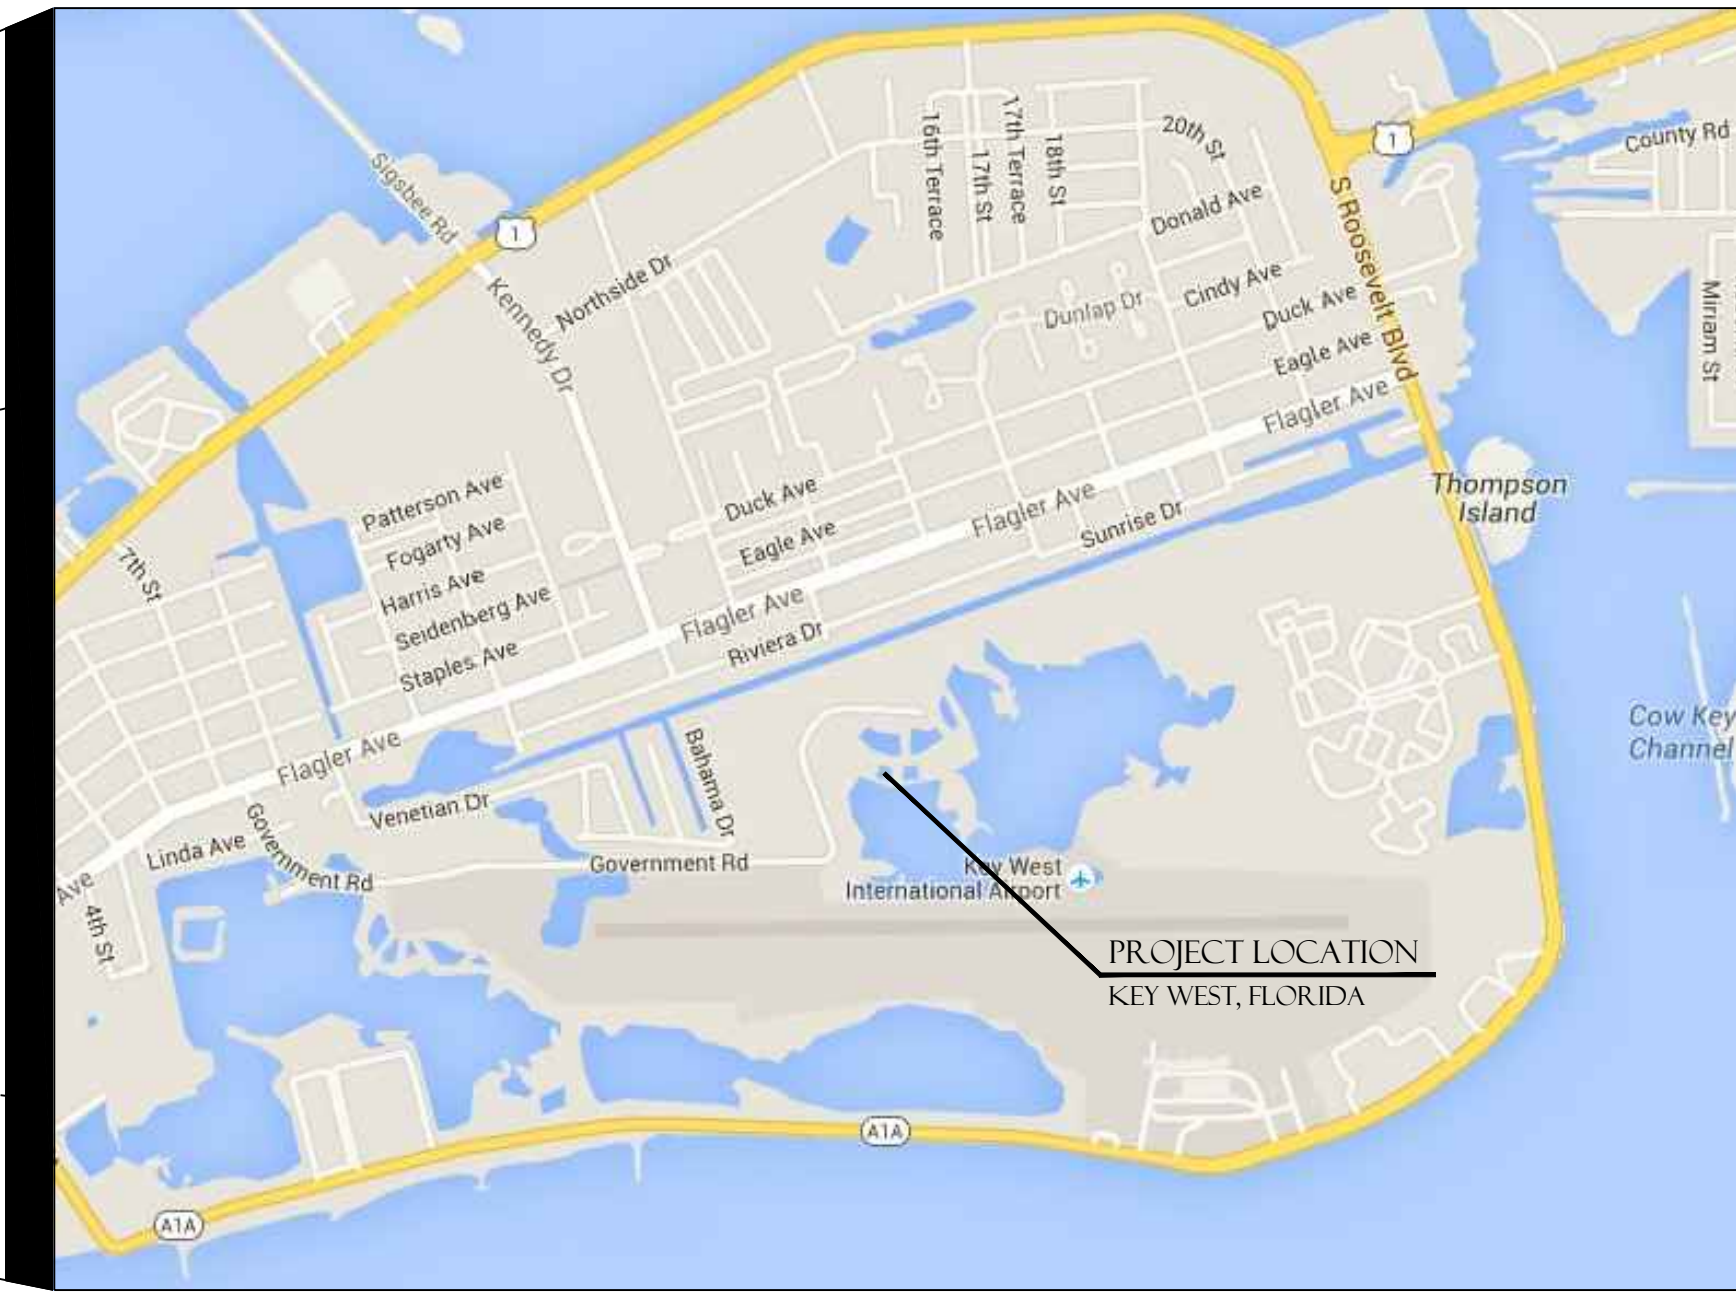 1
County Rd
20th St
17th Terrace
16th Terrace
17th St
18th St
Sigsbee Rd
S Roosevelt Blvd
Donald Ave
1
Northside Dr
Cindy Ave
Kennedy Dr
Dunlap Dr
Duck Ave
Miriam St
Eagle Ave
Flagler Ave
Thompson
Island
Patterson Ave
Duck Ave
Flagler Ave
Fogarty Ave
Sunrise Dr
Eagle Ave
7th St
Harris Ave
Seidenberg Ave
Flagler Ave
Riviera Dr
Staples Ave
Cow Key
Channel
Flagler Ave
Bahama Dr
Venetian Dr
Linda Ave
Government Rd
Government Rd
Key West
International Airport
Ave
4th St
PROJECT LOCATION
KEY WEST, FLORIDA
A1A
A1A